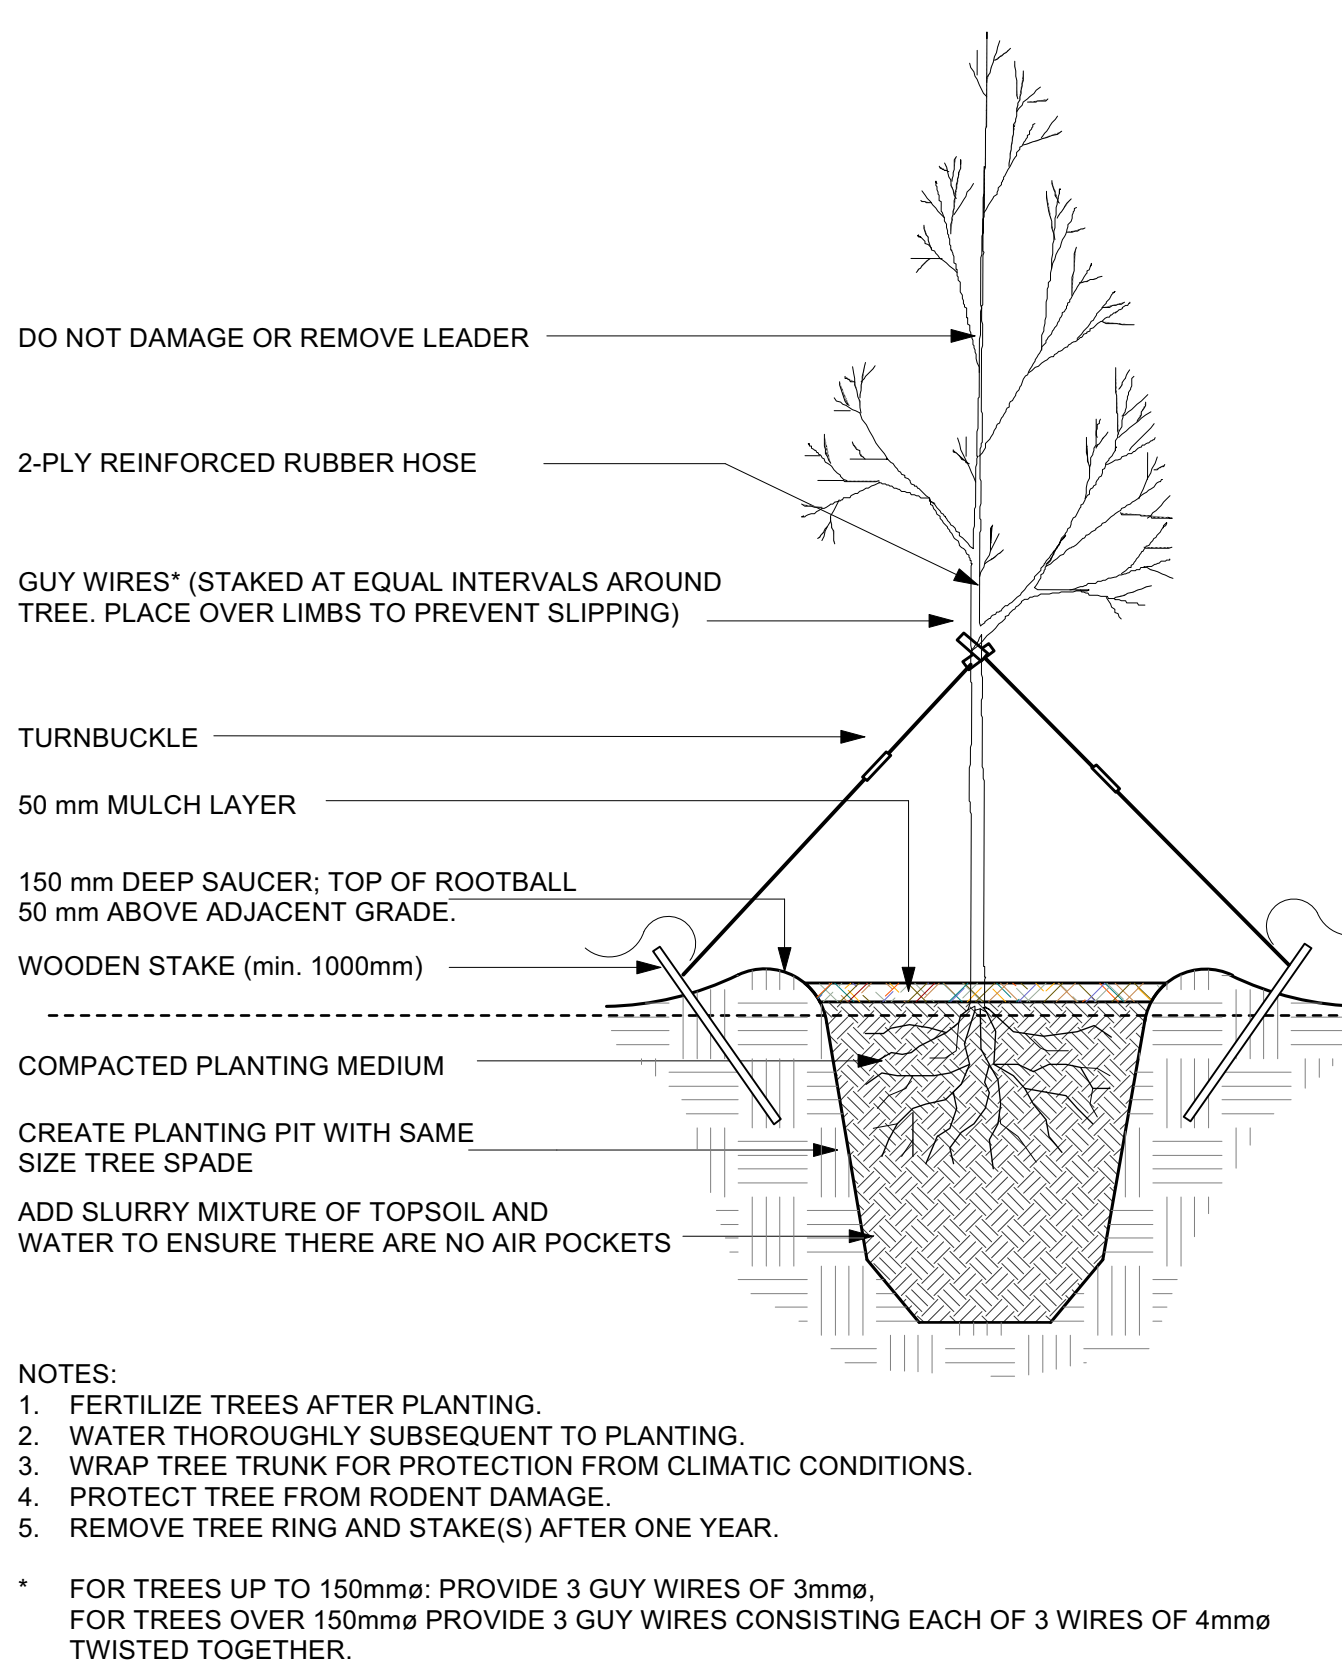 DO NOT DAMAGE OR REMOVE LEADER
2-PLY REINFORCED RUBBER HOSE
GUY WIRES* (STAKED AT EQUAL INTERVALS AROUND
TREE. PLACE OVER LIMBS TO PREVENT SLIPPING)
TURNBUCKLE
50 mm MULCH LAYER
150 mm DEEP SAUCER; TOP OF ROOTBALL
50 mm ABOVE ADJACENT GRADE.
WOODEN STAKE (min. 1000mm)
COMPACTED PLANTING MEDIUM
CREATE PLANTING PIT WITH SAME
SIZE TREE SPADE
ADD SLURRY MIXTURE OF TOPSOIL AND
WATER TO ENSURE THERE ARE NO AIR POCKETS
NOTES:
1. FERTILIZE TREES AFTER PLANTING.
2. WATER THOROUGHLY SUBSEQUENT TO PLANTING.
3. WRAP TREE TRUNK FOR PROTECTION FROM CLIMATIC CONDITIONS.
4. PROTECT TREE FROM RODENT DAMAGE.
5. REMOVE TREE RING AND STAKE(S) AFTER ONE YEAR.
* FOR TREES UP TO 150mmø: PROVIDE 3 GUY WIRES OF 3mmø,
FOR TREES OVER 150mmø PROVIDE 3 GUY WIRES CONSISTING EACH OF 3 WIRES OF 4mmø
TWISTED TOGETHER.